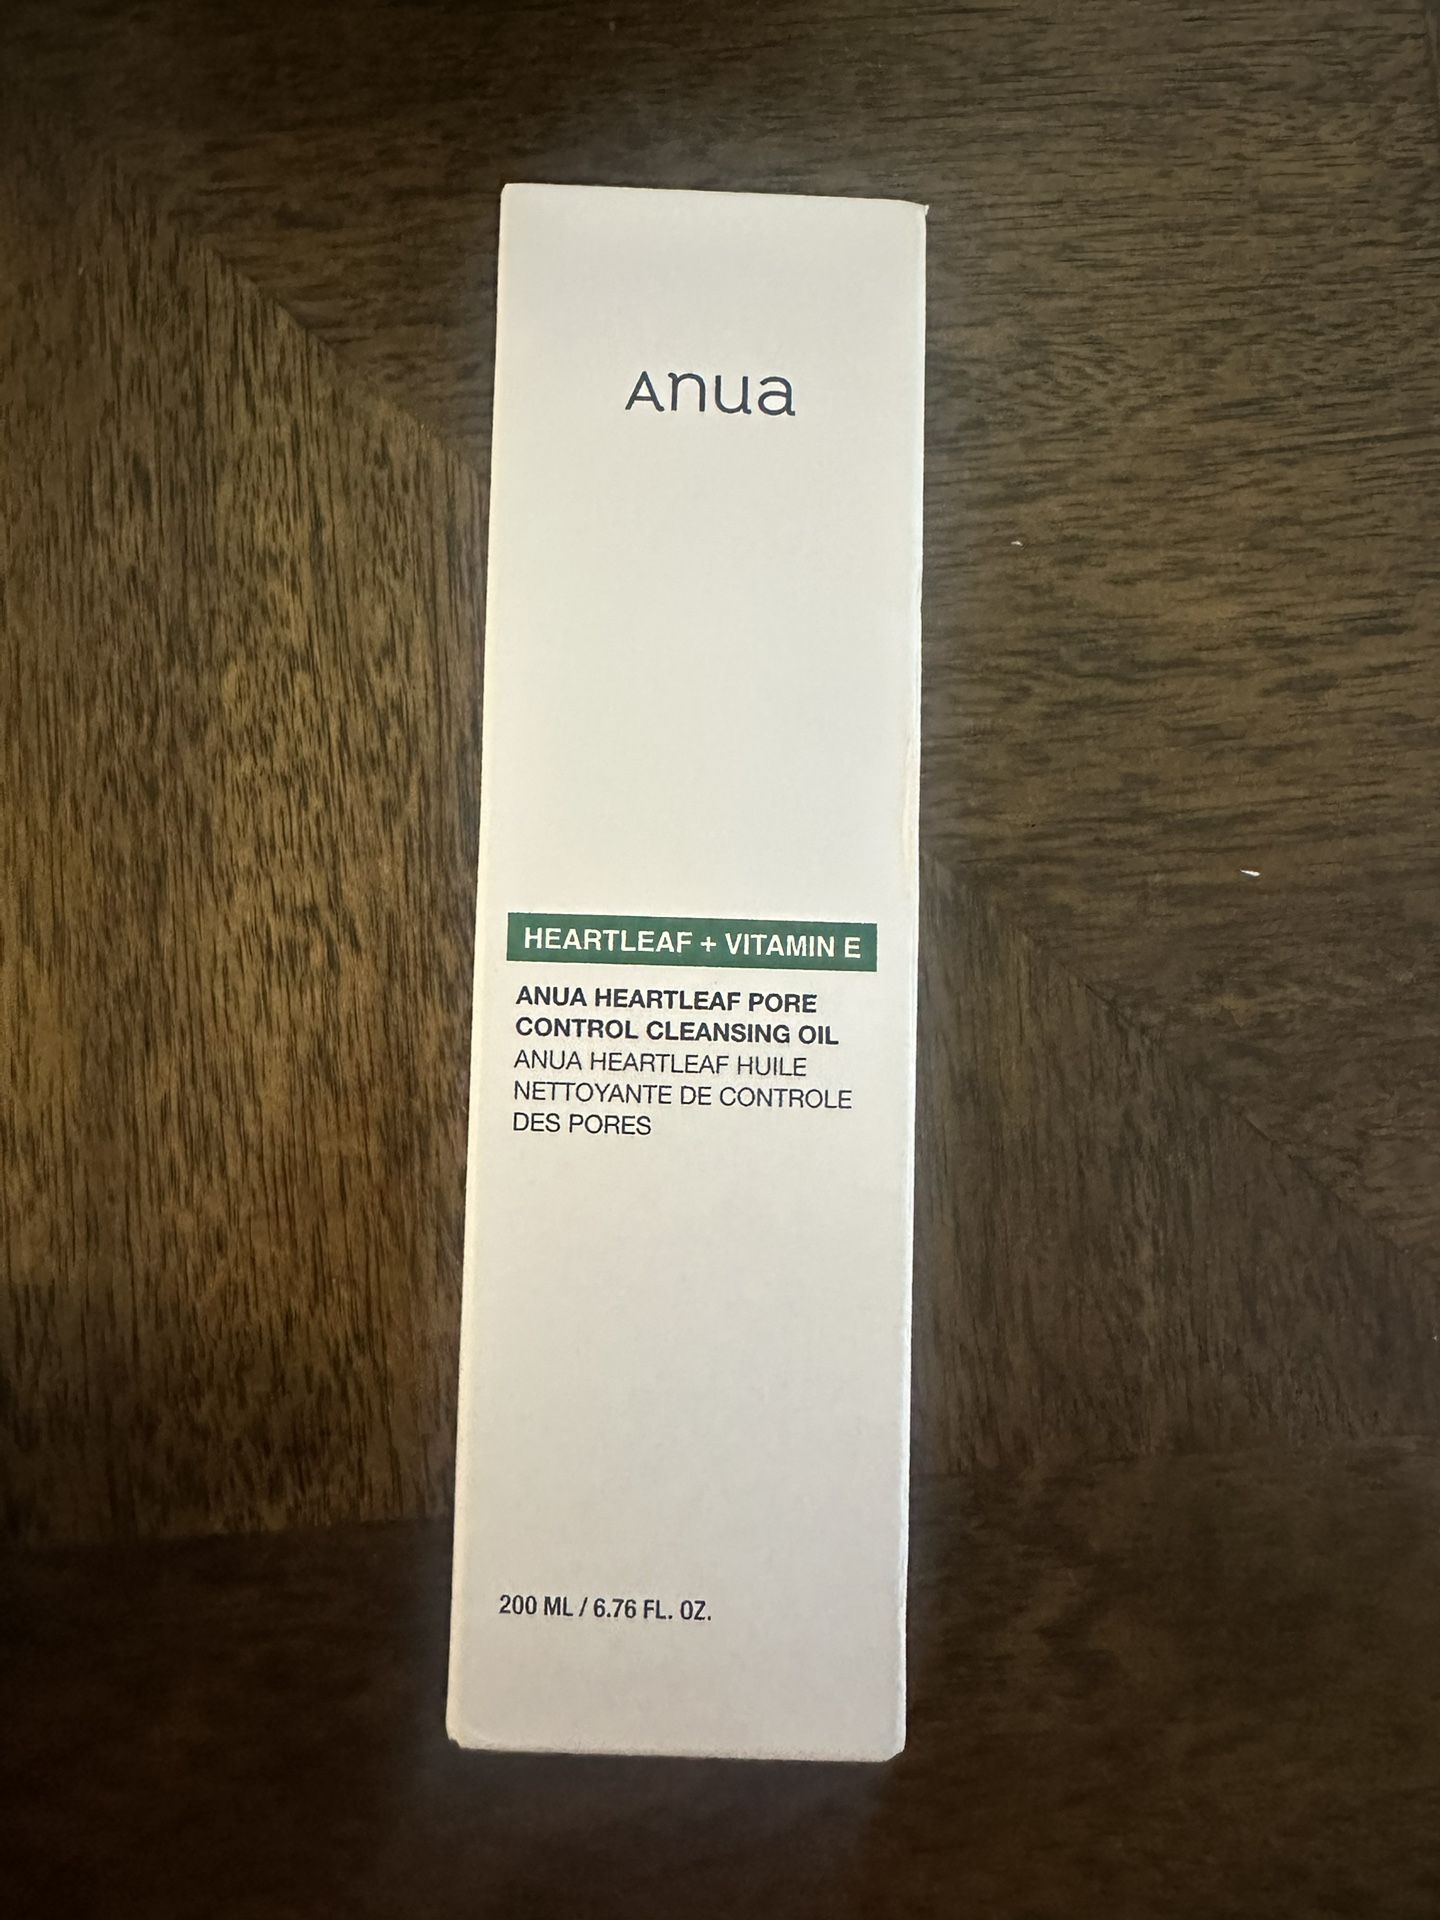 Anua
HEARTLEAF + VITAMIN E
ANUA HEARTLEAF PORE
CONTROL CLEANSING OIL
ANUA HEARTLEAF HUILE
NETTOYANTE DE CONTROLE
DES PORES
200 ML / 6.76 FL. OZ.